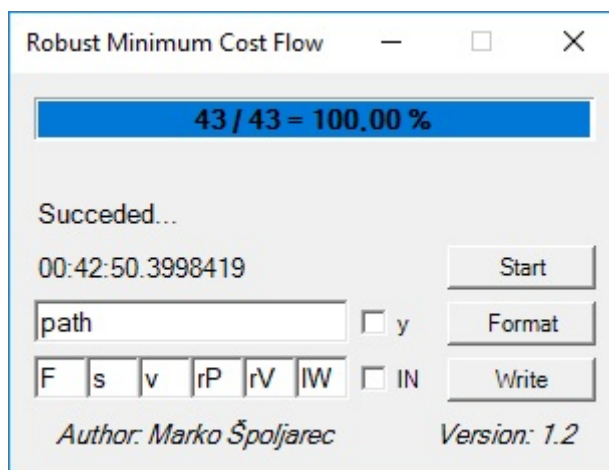 Robust Minimum Cost Flow
43 / 43 = 100.00 %
Succeded...
00:42:50.3998419 Start
path y Format
F s v rP rV lW IN Write
Author: Marko Špoljarec Version: 1.2